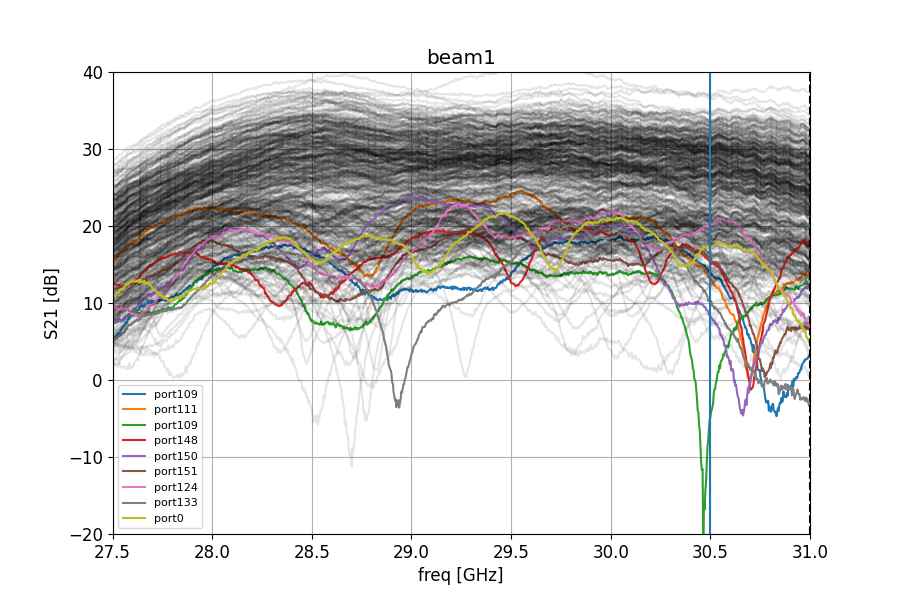 beam1
S21 [dB]
40
30
20
10
0
−10
−20
port109
port111
port109
port148
port150
port151
port124
port133
port0
27.5 28.0 28.5 29.0 29.5 30.0 30.5 31.0
freq [GHz]